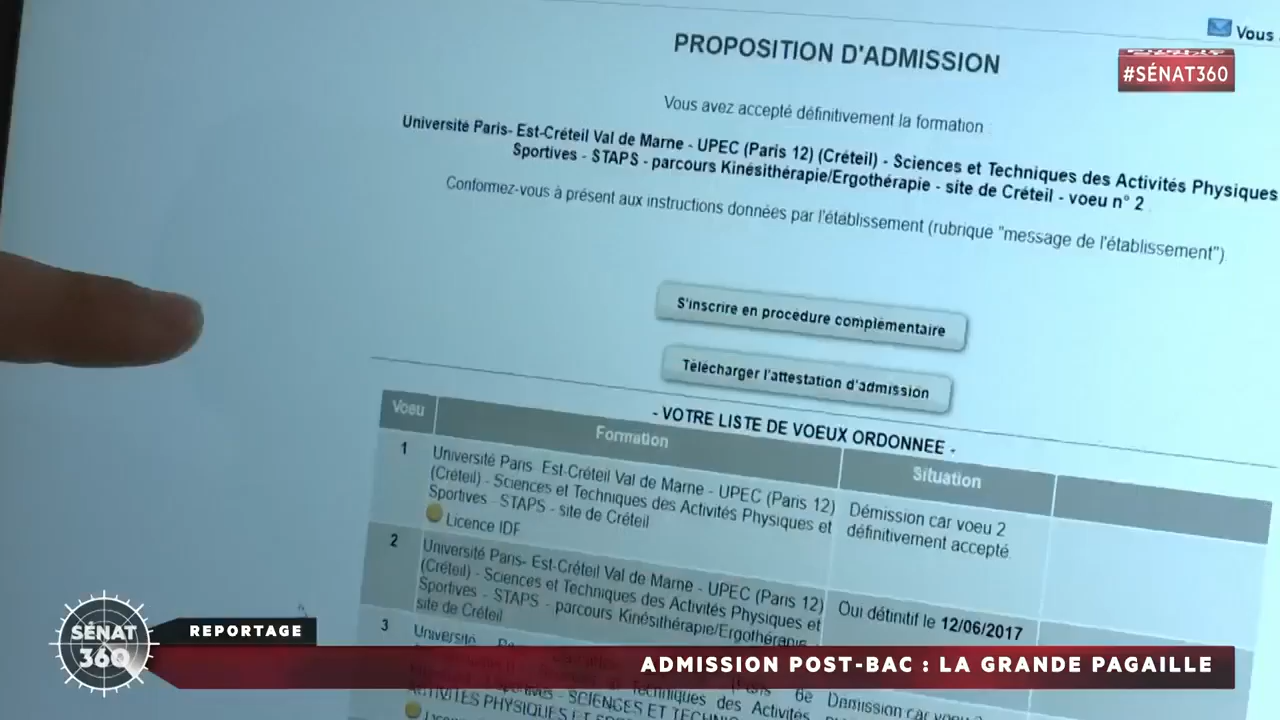 Vous
#SÉNAT360
PROPOSITION D'ADMISSION
Vous avez accepté définitivement la formation
Université Paris- Est-Créteil Val de Marne - UPEC (Paris 12) (Créteil) - Sciences et Techniques des Activités Physiques
Sportives - STAPS - parcours Kinésithérapie/Ergothérapie - site de Créteil - voeu n° 2
Conformez-vous à présent aux instructions données par l'établissement (rubrique "message de l'établissement")
S'inscrire en procédure complémentaire
Télécharger l'attestation d'admission
- VOTRE LISTE DE VOEUX ORDONNEE -
Voeu
Formation
Situation
1
Université Paris- Est-Créteil Val de Marne - UPEC (Paris 12)
(Créteil) - Sciences et Techniques des Activités Physiques et
Sportives - STAPS - site de Créteil
Licence IDF
Démission car voeu 2
définitivement accepté.
2
Université Paris- Est-Créteil Val de Marne - UPEC (Paris 12)
(Créteil) - Sciences et Techniques des Activités Physiques et
Sportives - STAPS - parcours Kinésithérapie/Ergothérapie
site de Créteil
Oui définitif le 12/06/2017
3
Université
Techniques des Activités
ACTIVITES PHYSIQUES ET
Démission car voeu 2
SÉNAT
360
REPORTAGE
ADMISSION POST-BAC : LA GRANDE PAGAILLE